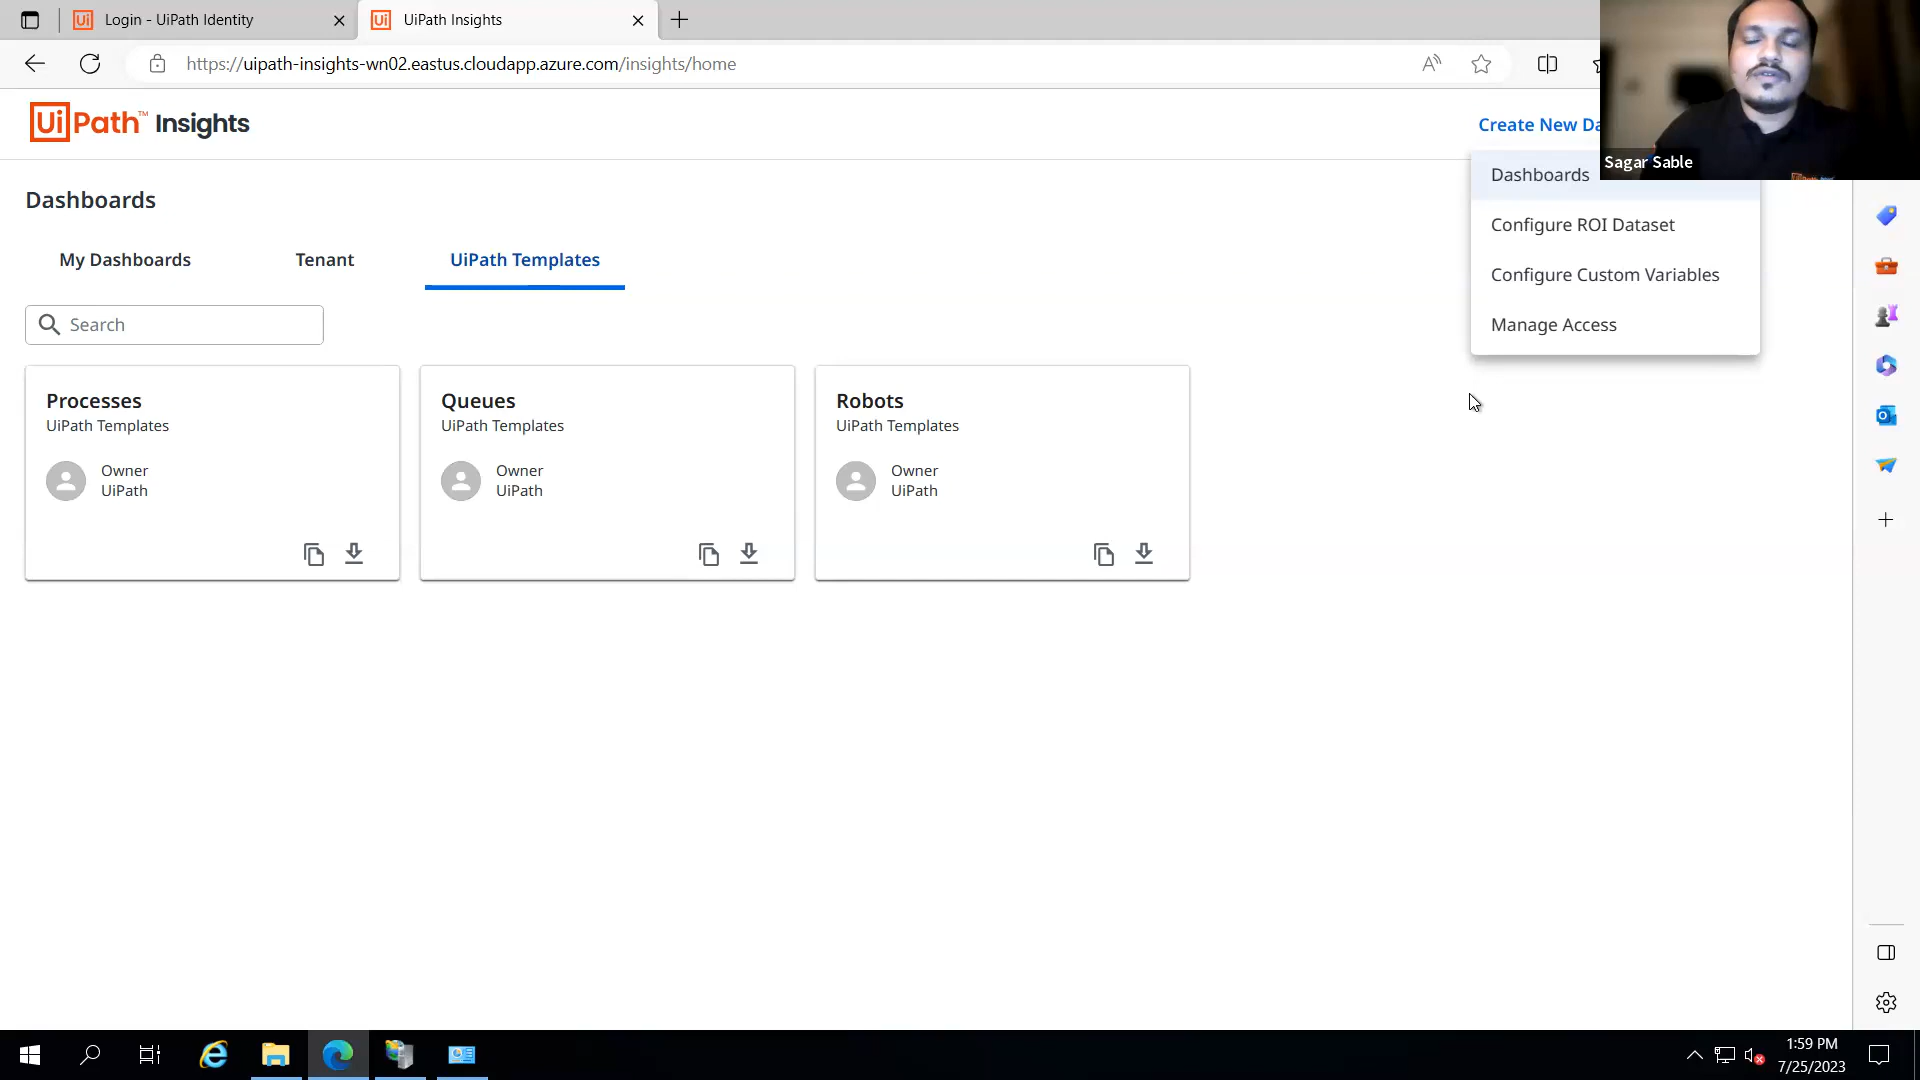 Login - UiPath Identity
UiPath Insights
https://uipath-insights-wn02.eastus.cloudapp.azure.com/insights/home
UiPath™ Insights
Create New Da
Sagar Sable
Dashboards
Configure ROI Dataset
Configure Custom Variables
Manage Access
Dashboards
My Dashboards
Tenant
UiPath Templates
Search
Processes
UiPath Templates
Owner
UiPath
Queues
UiPath Templates
Owner
UiPath
Robots
UiPath Templates
Owner
UiPath
1:59 PM
7/25/2023